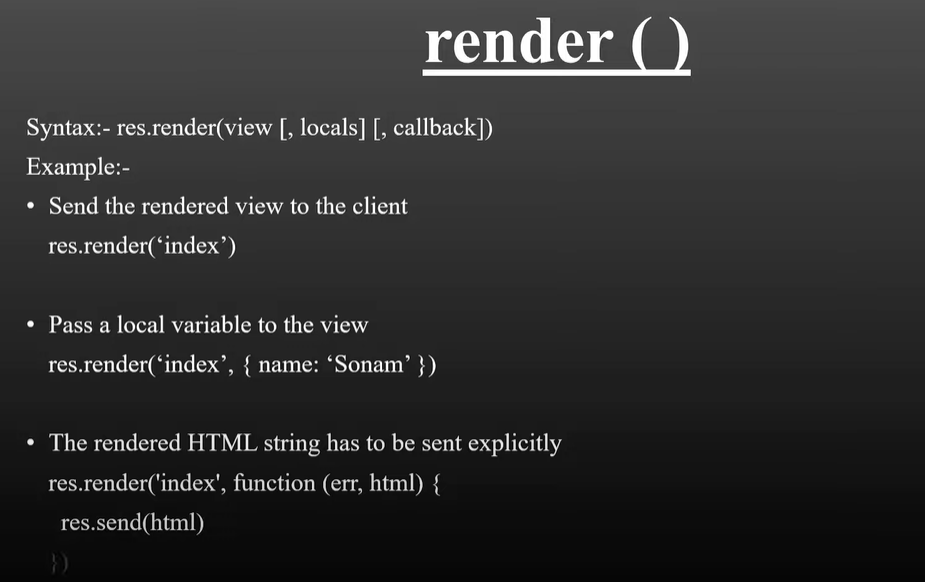 render ( )
Syntax:- res.render(view [, locals] [, callback])
Example:-
• Send the rendered view to the client
res.render(‘index’)
• Pass a local variable to the view
res.render(‘index’, { name: ‘Sonam’ })
• The rendered HTML string has to be sent explicitly
res.render('index', function (err, html) {
res.send(html)
})